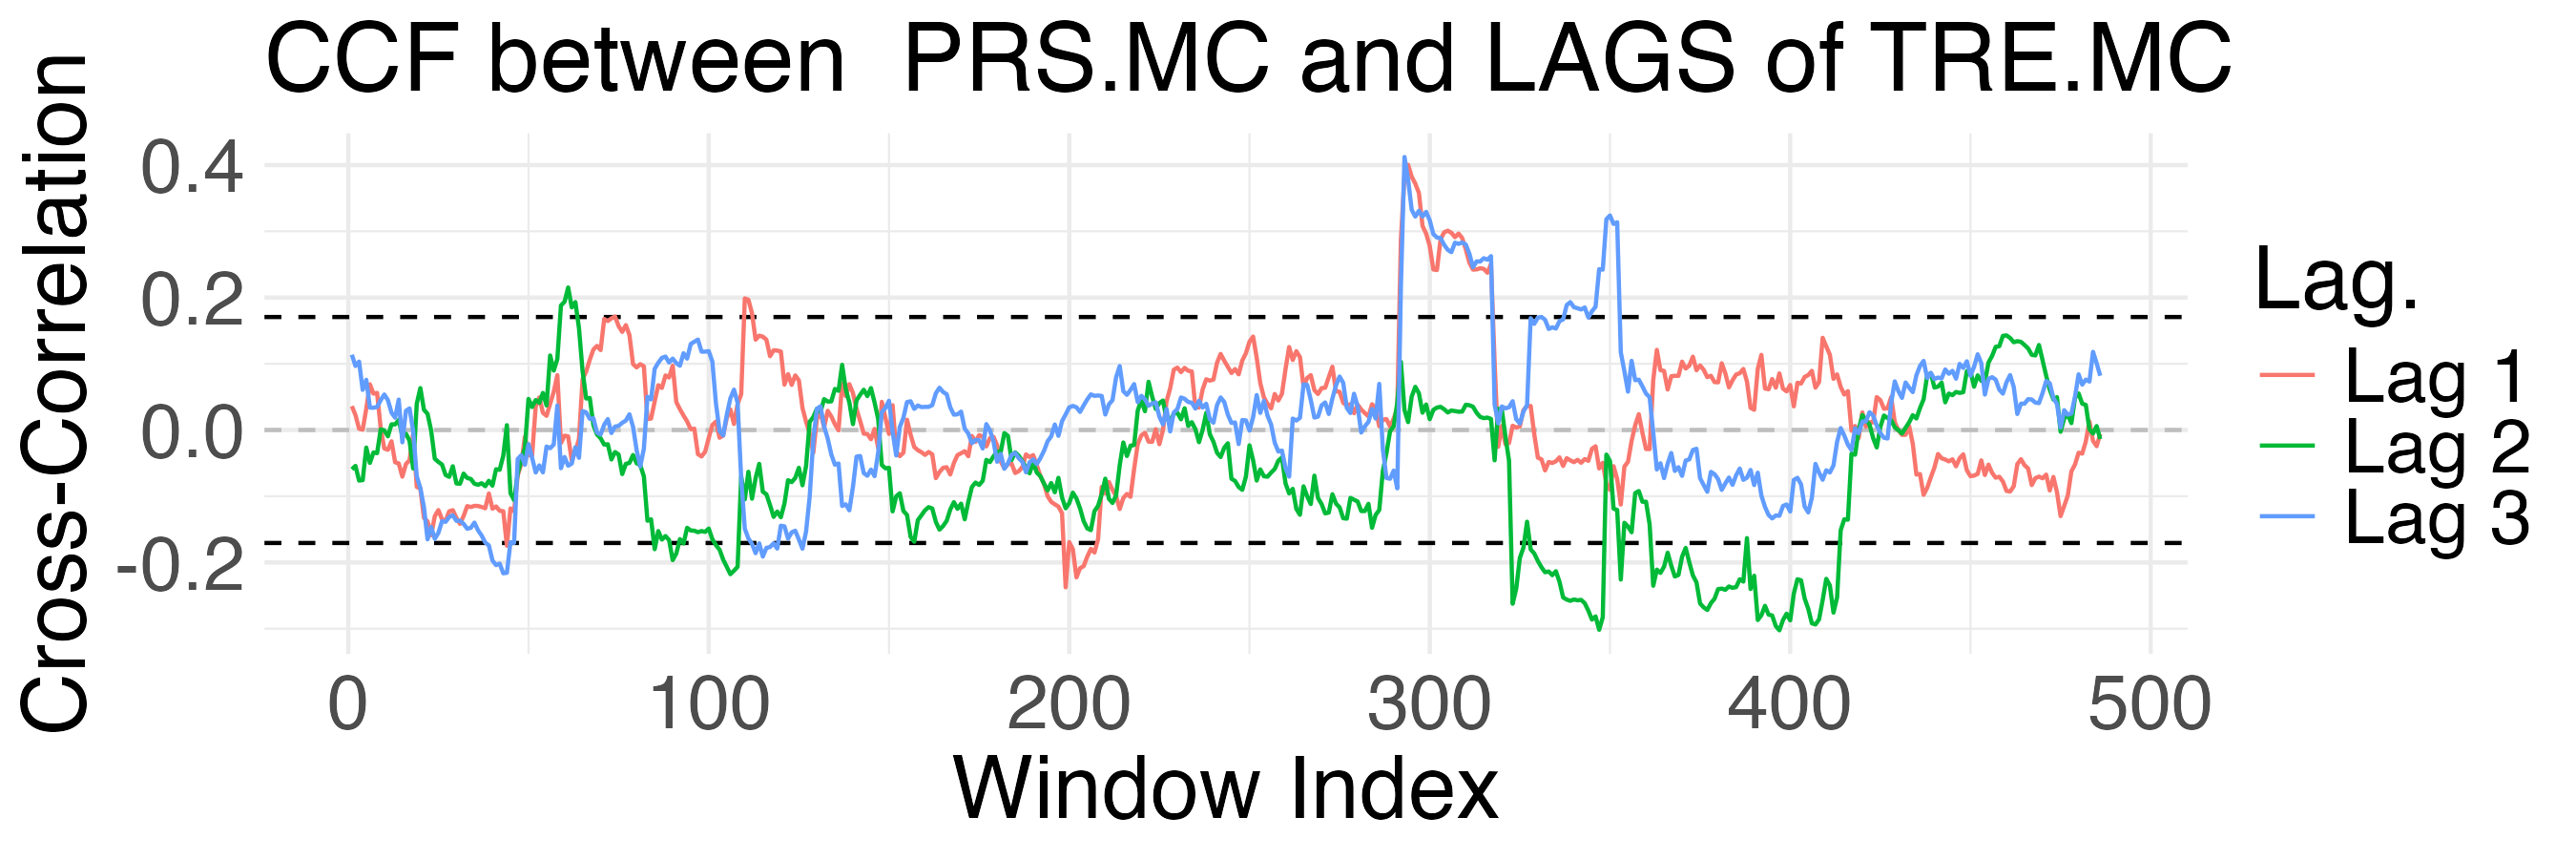 CCF between  PRS.MC and LAGS of TRE.MC
Cross-Correlation
0.4
0.2
0.0
-0.2
0 100 200 300 400 500
Window Index
Lag.
Lag 1
Lag 2
Lag 3